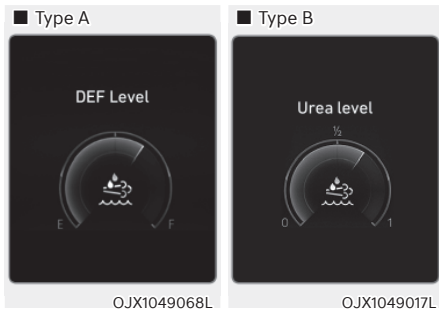 ■ Type A
DEF Level
E
F
OJX1049068L
■ Type B
Urea level
½
0
1
OJX1049017L